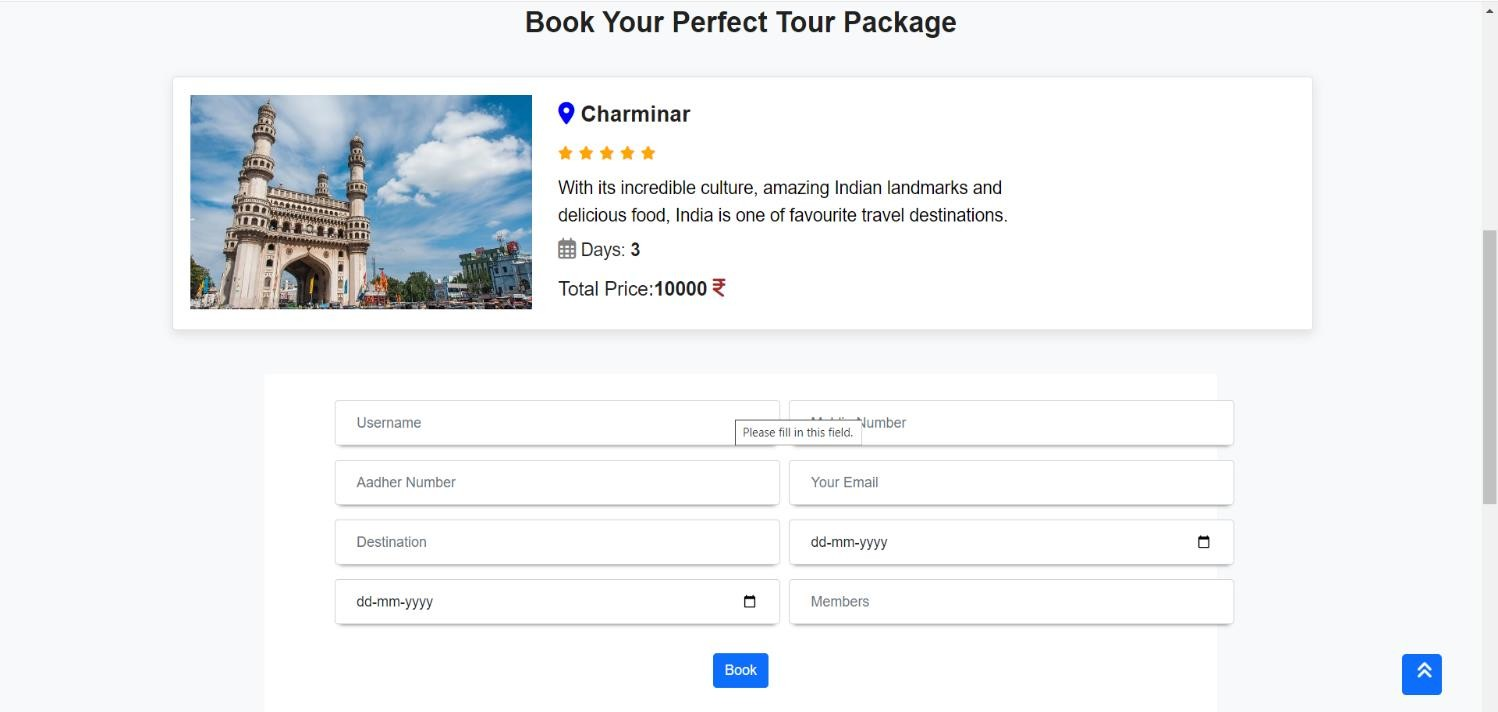 Book Your Perfect Tour Package
Charminar
With its incredible culture, amazing Indian landmarks and
delicious food, India is one of favourite travel destinations.
Days: 3
Total Price:10000 ₹
Username
Number
Please fill in this field.
Aadher Number
Your Email
Destination
dd-mm-yyyy
dd-mm-yyyy
Members
Book